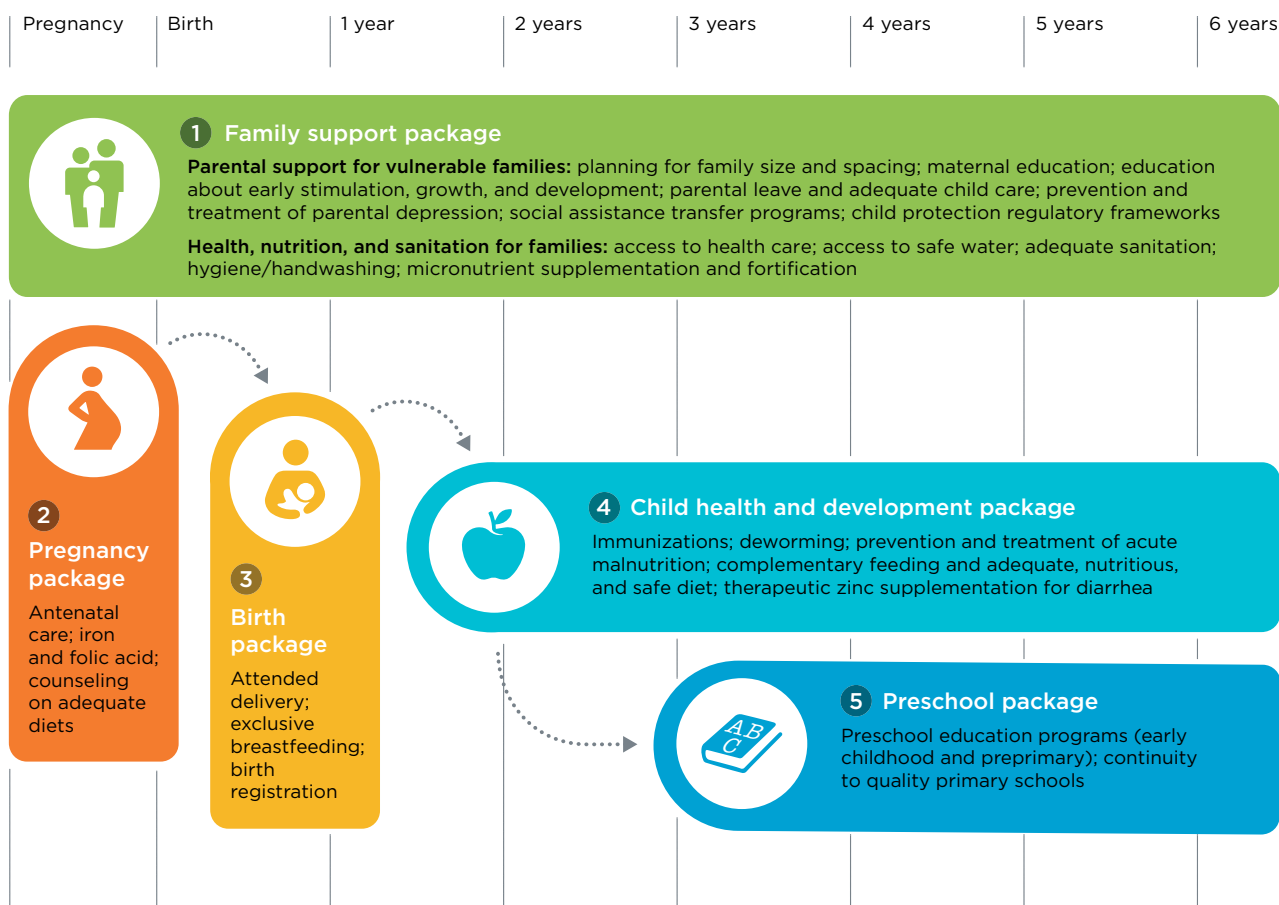 Pregnancy
Birth
1 year
2 years
3 years
4 years
5 years
6 years
1 Family support package
Parental support for vulnerable families: planning for family size and spacing; maternal education; education
about early stimulation, growth, and development; parental leave and adequate child care; prevention and
treatment of parental depression; social assistance transfer programs; child protection regulatory frameworks
Health, nutrition, and sanitation for families: access to health care; access to safe water; adequate sanitation;
hygiene/handwashing; micronutrient supplementation and fortification
2
Pregnancy
package
Antenatal
care; iron
and folic acid;
counseling
on adequate
diets
3
Birth
package
Attended
delivery;
exclusive
breastfeeding;
birth
registration
4 Child health and development package
Immunizations; deworming; prevention and treatment of acute
malnutrition; complementary feeding and adequate, nutritious,
and safe diet; therapeutic zinc supplementation for diarrhea
AB
C
5 Preschool package
Preschool education programs (early
childhood and preprimary); continuity
to quality primary schools